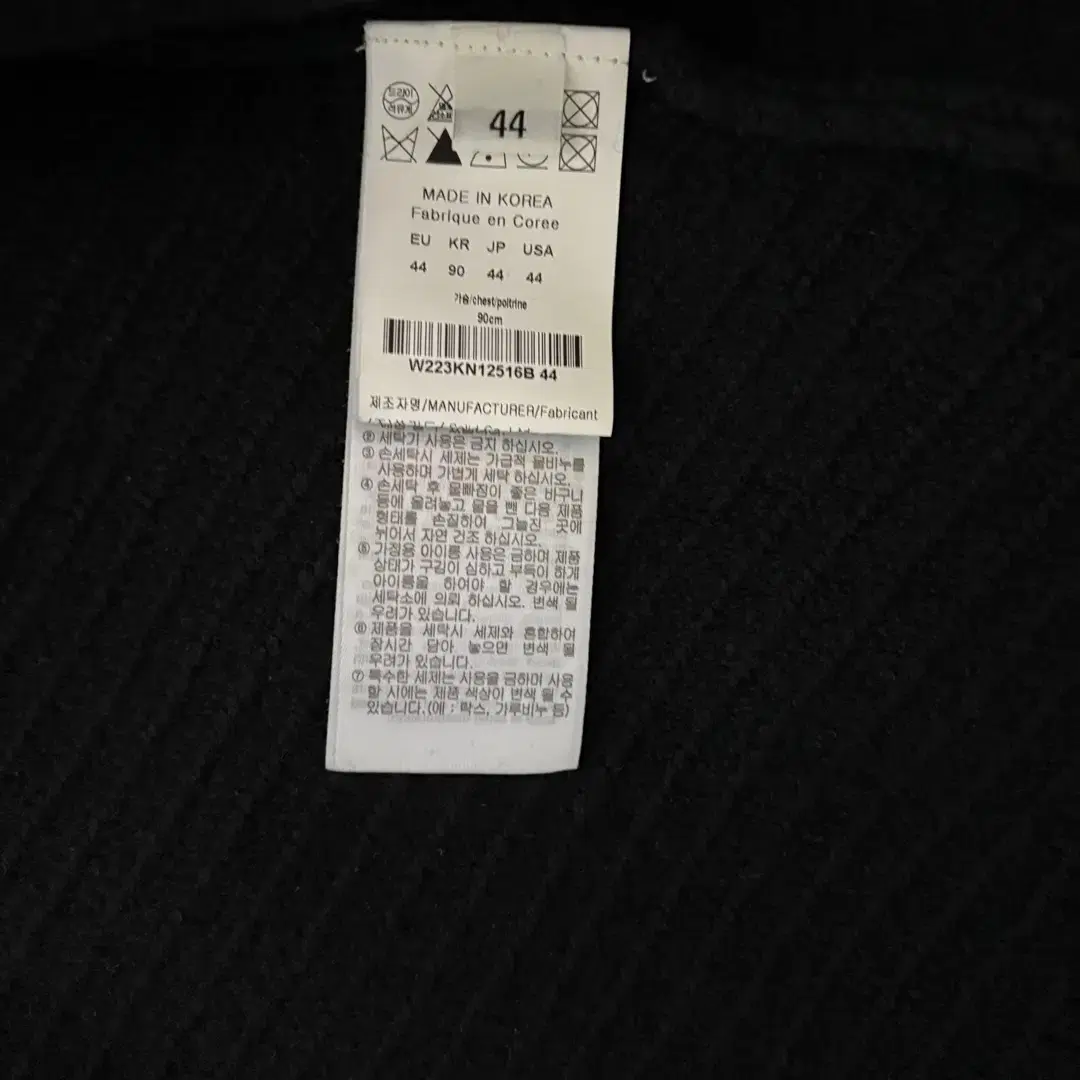 44
MADE IN KOREA
Fabrique en Coree
EU KR JP USA
44 90 44 44
가슴/chest/poitrine
90cm
W223KN12516B 44
제조자명/MANUFACTURER/Fabricant
② 세탁기 사용은 금지 하십시오.
③ 손세탁시 세제는 가급적 울비누를
사용하며 가볍게 세탁 하십시오.
④ 손세탁 후 물빠짐이 좋은 바구니
등에 올려놓고 물을 뺀 다음 제품
형태를 손질하여 그늘진 곳에
뉘어서 자연 건조 하십시오.
⑤ 가정용 아이롱 사용은 금하며 제품
상태가 구김이 심하고 부득이 하게
아이롱을 하여야 할 경우에는
세탁소에 의뢰 하십시오. 변색 될
우려가 있습니다.
⑥ 제품을 세탁시 세제와 혼합하여
장시간 담아 놓으면 변색 될
우려가 있습니다.
⑦ 특수한 세제는 사용을 금하며 사용
할 시에는 제품 색상이 변색 될 수
있습니다.(예 : 락스, 가루비누 등)